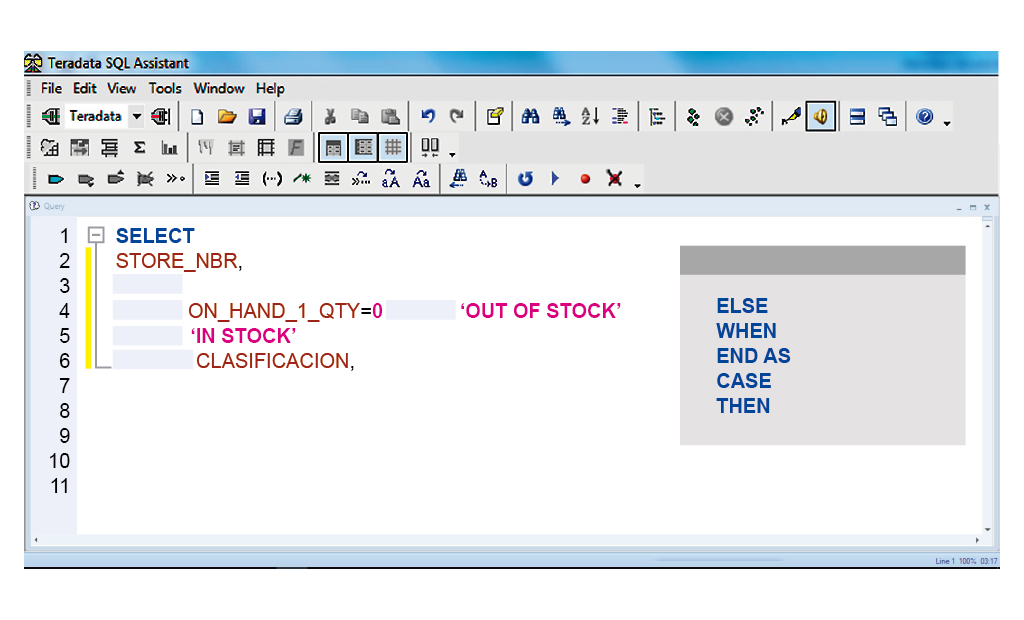 Teradata SQL Assistant
File Edit View Tools Window Help
Teradata
Query
1 SELECT
2 STORE_NBR,
3
4 ON_HAND_1_QTY=0 ‘OUT OF STOCK’
5 ‘IN STOCK’
6 CLASIFICACION,
7
8
9
10
11
ELSE
WHEN
END AS
CASE
THEN
Line 1 100% 03:17